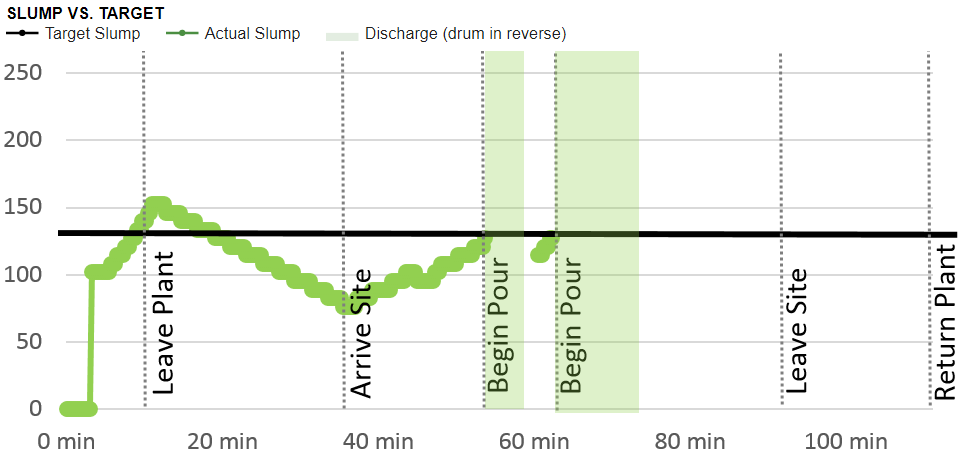 SLUMP VS. TARGET
Target Slump Actual Slump Discharge (drum in reverse)
250
200
150
100
50
0
Leave Plant
Arrive Site
Begin Pour
Begin Pour
Leave Site
Return Plant
0 min 20 min 40 min 60 min 80 min 100 min